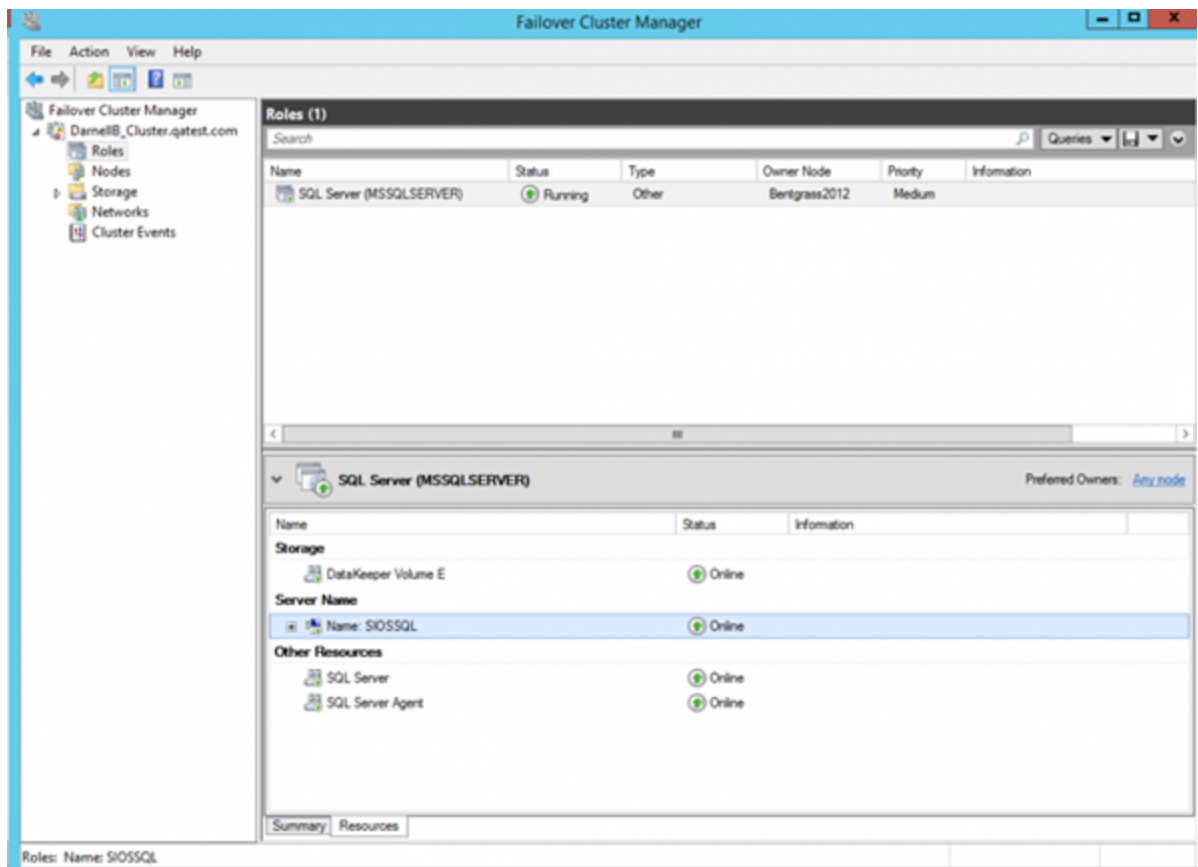 Failover Cluster Manager
File Action View Help
Failover Cluster Manager
DarnellB_Cluster.qatest.com
Roles
Nodes
Storage
Networks
Cluster Events
Roles (1)
Search
Queries
Name Status Type Owner Node Priority Information
SQL Server (MSSQLSERVER) Running Other Bentgrass2012 Medium
SQL Server (MSSQLSERVER) Preferred Owners: Any node
Name Status Information
Storage
DataKeeper Volume E Online
Server Name
Name: SIOSSQL Online
Other Resources
SQL Server Online
SQL Server Agent Online
Summary Resources
Roles: Name: SIOSSQL